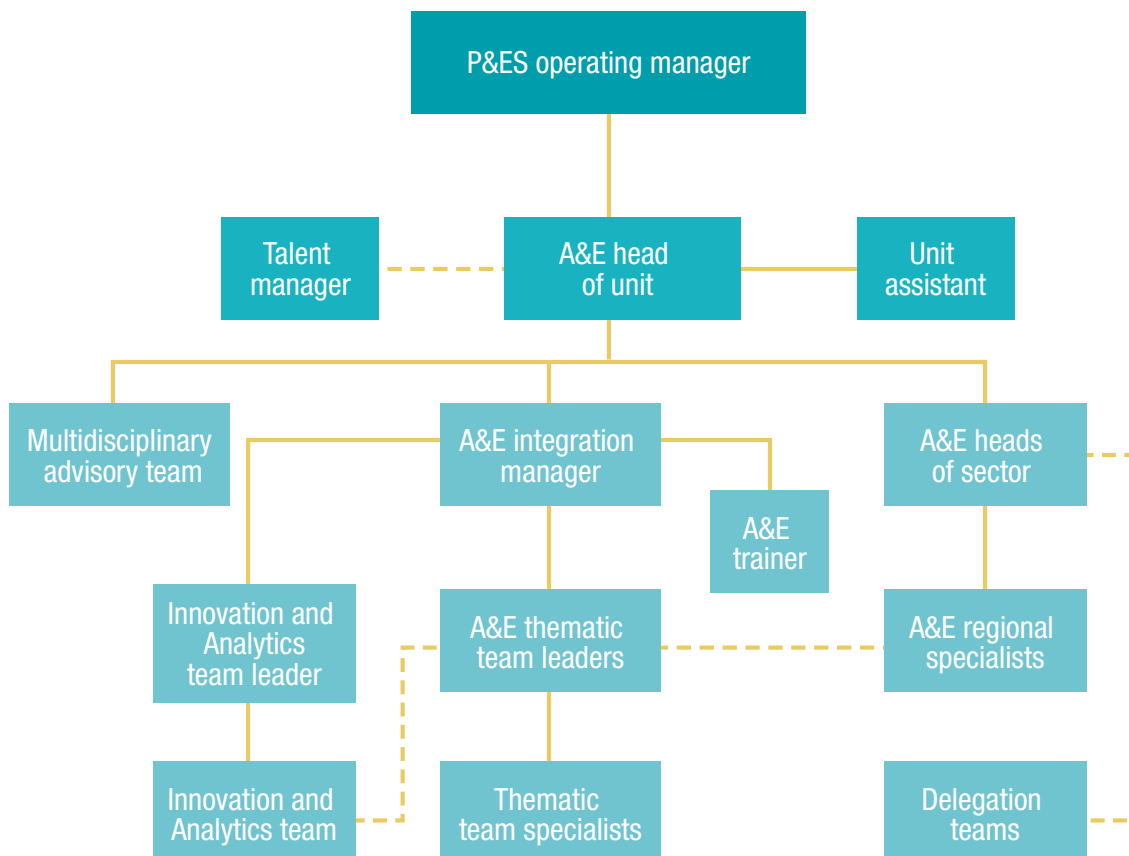 P&ES operating manager
Talent
manager
A&E head
of unit
Unit
assistant
Multidisciplinary
advisory team
A&E integration
manager
A&E heads
of sector
A&E
trainer
Innovation and
Analytics
team leader
A&E thematic
team leaders
A&E regional
specialists
Innovation and
Analytics team
Thematic
team specialists
Delegation
teams